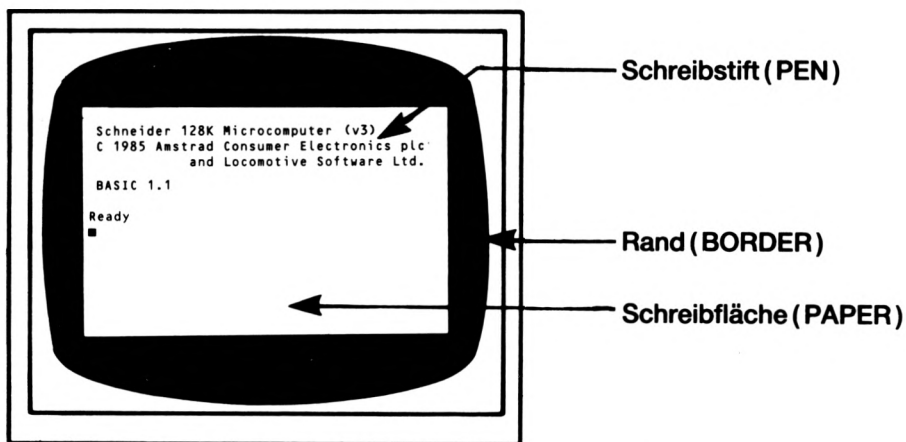 Schreibstift (PEN)
Schneider 128K Microcomputer (v3)
C 1985 Amstrad Consumer Electronics plc
and Locomotive Software Ltd.
BASIC 1.1
Ready
Rand (BORDER)
Schreibfläche (PAPER)